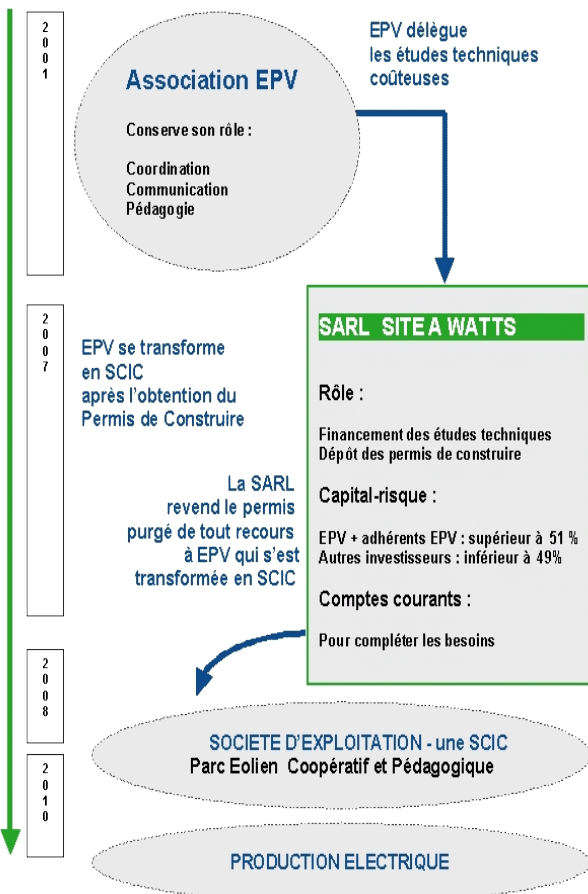 2001
Association EPV
Conserve son rôle :
Coordination
Communication
Pédagogie
EPV délègue
les études techniques
coûteuses
2007
EPV se transforme
en SCIC
après l'obtention du
Permis de Construire
La SARL
revend le permis
purgé de tout recours
à EPV qui s'est
transformée en SCIC
SARL SITE A WATTS
Rôle :
Financement des études techniques
Dépôt des permis de construire
Capital-risque :
EPV + adhérents EPV : supérieur à 51 %
Autres investisseurs : inférieur à 49%
Comptes courants :
Pour compléter les besoins
2008
SOCIETE D'EXPLOITATION - une SCIC
Parc Eolien Coopératif et Pédagogique
2010
PRODUCTION ELECTRIQUE